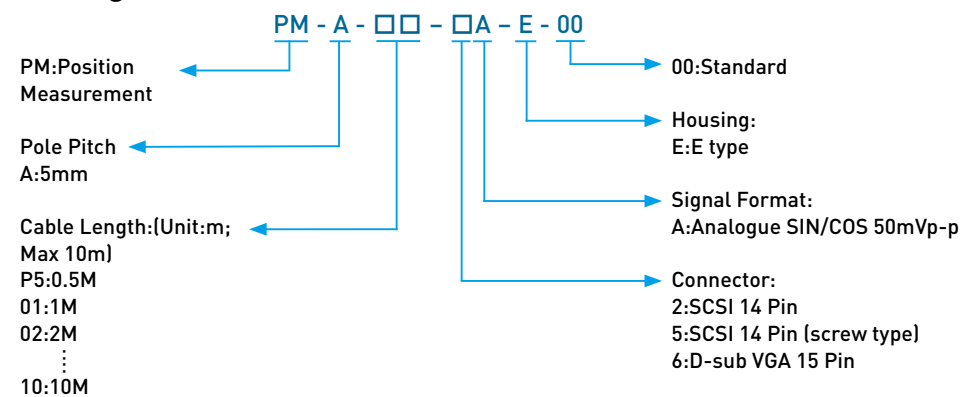 PM - A - □□ – □A – E - 00
PM:Position
Measurement
Pole Pitch
A:5mm
Cable Length:(Unit:m;
Max 10m)
P5:0.5M
01:1M
02:2M
⋮
10:10M
00:Standard
Housing:
E:E type
Signal Format:
A:Analogue SIN/COS 50mVp-p
Connector:
2:SCSI 14 Pin
5:SCSI 14 Pin (screw type)
6:D-sub VGA 15 Pin